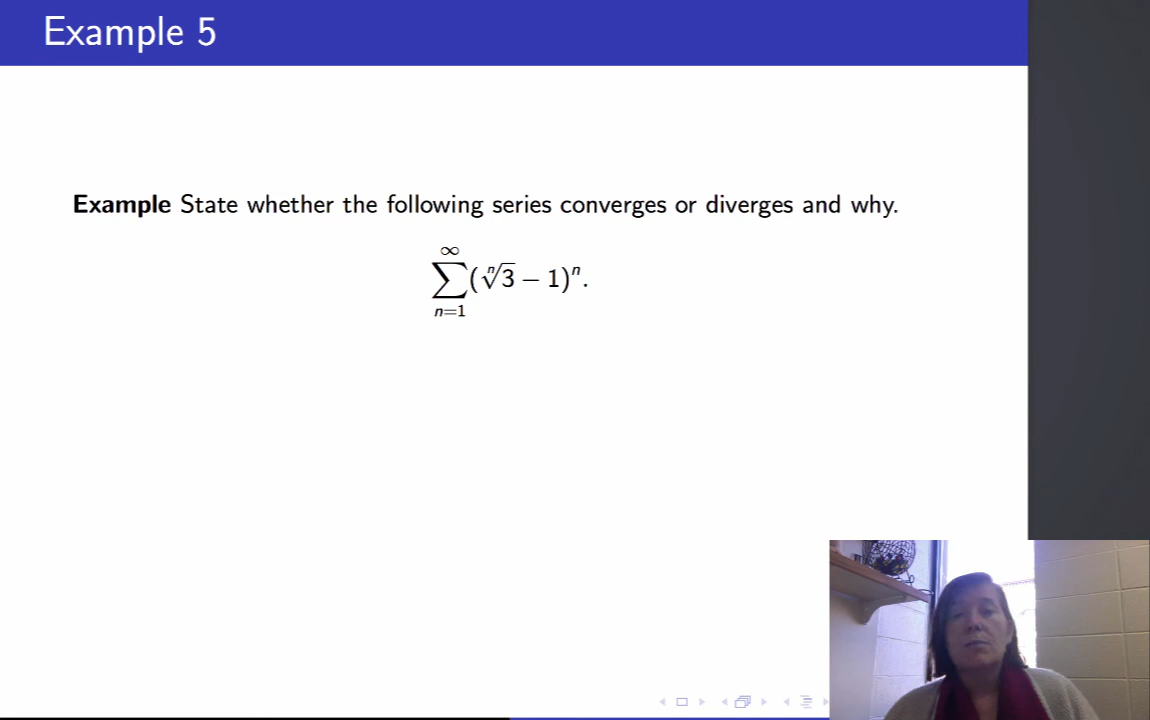 Example 5
Example State whether the following series converges or diverges and why.
∞
∑(ⁿ√3 − 1)ⁿ.
n=1